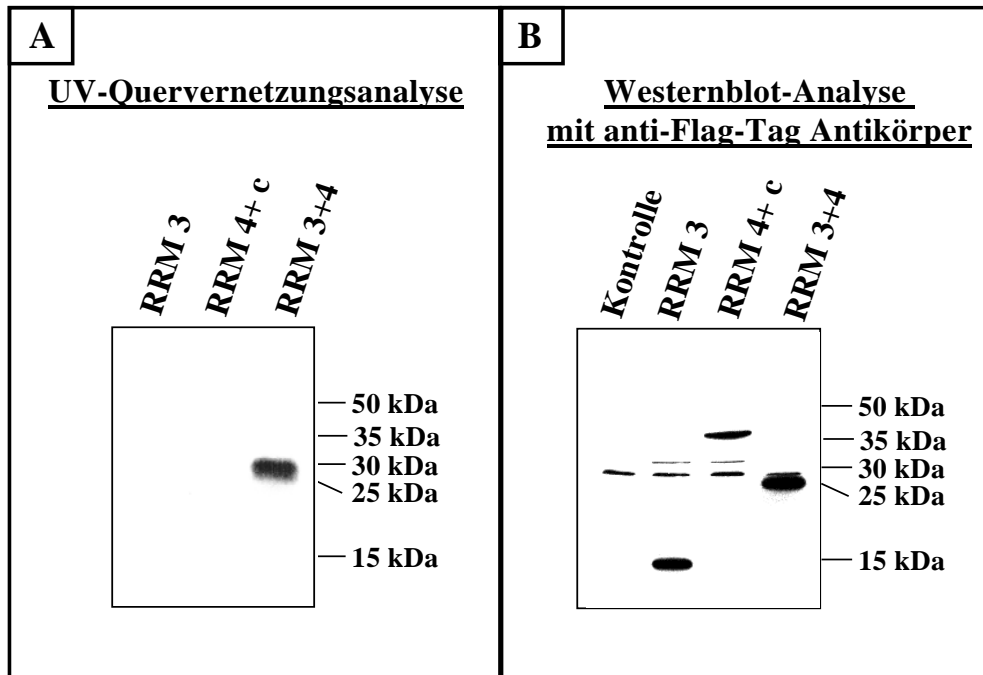 A
UV-Quervernetzungsanalyse
RRM 3
RRM 4+ c
RRM 3+4
50 kDa
35 kDa
30 kDa
25 kDa
15 kDa
B
Westernblot-Analyse
mit anti-Flag-Tag Antikörper
Kontrolle
RRM 3
RRM 4+ c
RRM 3+4
50 kDa
35 kDa
30 kDa
25 kDa
15 kDa